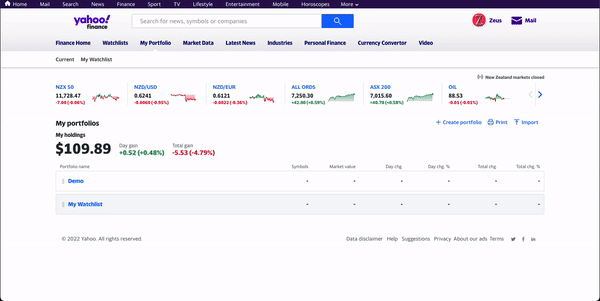 Home Mail Search News Finance Sport TV Lifestyle Entertainment Mobile Horoscopes More
yahoo! finance
Search for news, symbols or companies
Z Zeus Mail
Finance Home Watchlists My Portfolio Market Data Latest News Industries Personal Finance Currency Convertor Video
Current My Watchlist
New Zealand markets closed
NZX 50 NZD/USD NZD/EUR ALL ORDS ASX 200 OIL
11,728.47 0.6241 0.6121 7,250.30 7,015.60 88.53
-7.00 (-0.06%) -0.0060 (-0.95%) -0.0022 (-0.36%) +42.80 (+0.59%) +40.70 (+0.58%) -0.01 (-0.01%)
My portfolios + Create portfolio Print Import
My holdings
$109.89 Day gain +0.52 (+0.48%) Total gain -5.53 (-4.79%)
Portfolio name Symbols Market value Day chg. Day chg. % Total chg. Total chg. %
Demo - - - - - -
My Watchlist - - - - - -
© 2022 Yahoo. All rights reserved. Data disclaimer Help Suggestions Privacy About our ads Terms